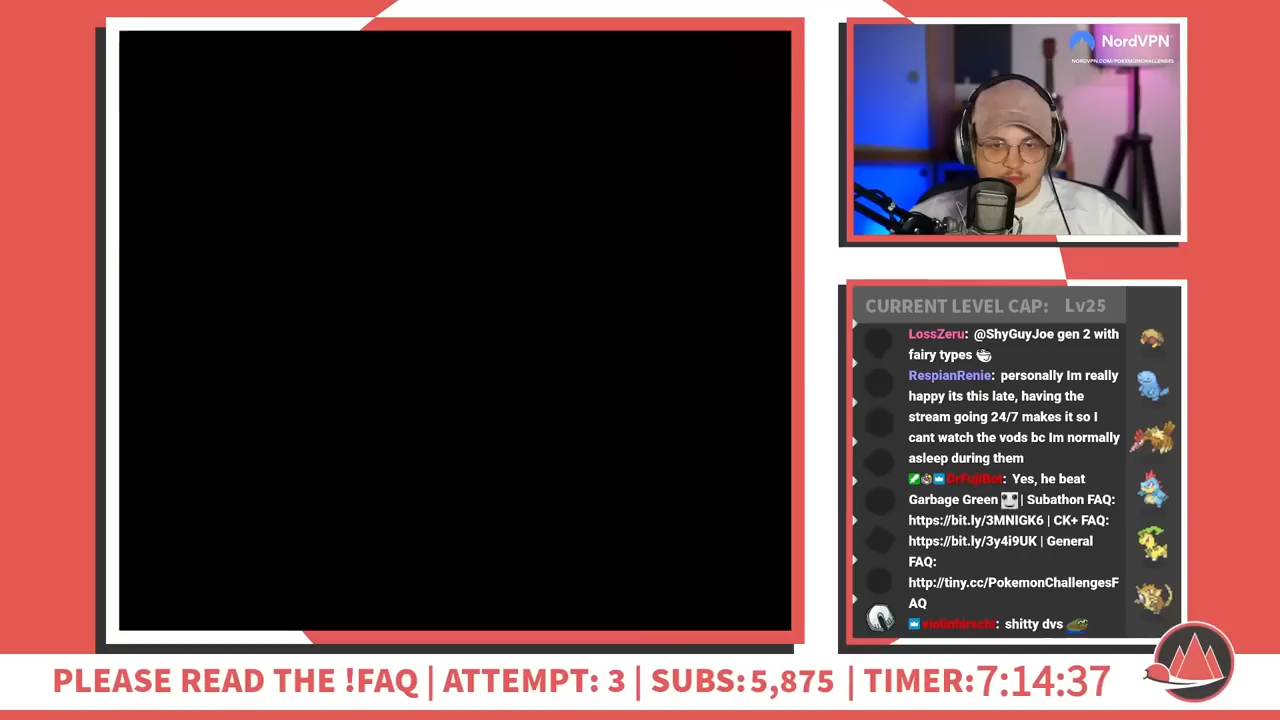 NordVPN
NORDVPN.COM/POKEMONCHALLENGES
CURRENT LEVEL CAP: Lv25
LossZeru: @ShyGuyJoe gen 2 with
fairy types
RespianRenie: personally Im really
happy its this late, having the
stream going 24/7 makes it so I
cant watch the vods bc Im normally
asleep during them
DrFujiBot: Yes, he beat
Garbage Green | Subathon FAQ:
https://bit.ly/3MNIGK6 | CK+ FAQ:
https://bit.ly/3y4i9UK | General
FAQ:
http://tiny.cc/PokemonChallengesF
AQ
: shitty dvs
PLEASE READ THE !FAQ | ATTEMPT: 3 | SUBS: 5,875 | TIMER: 7:14:37